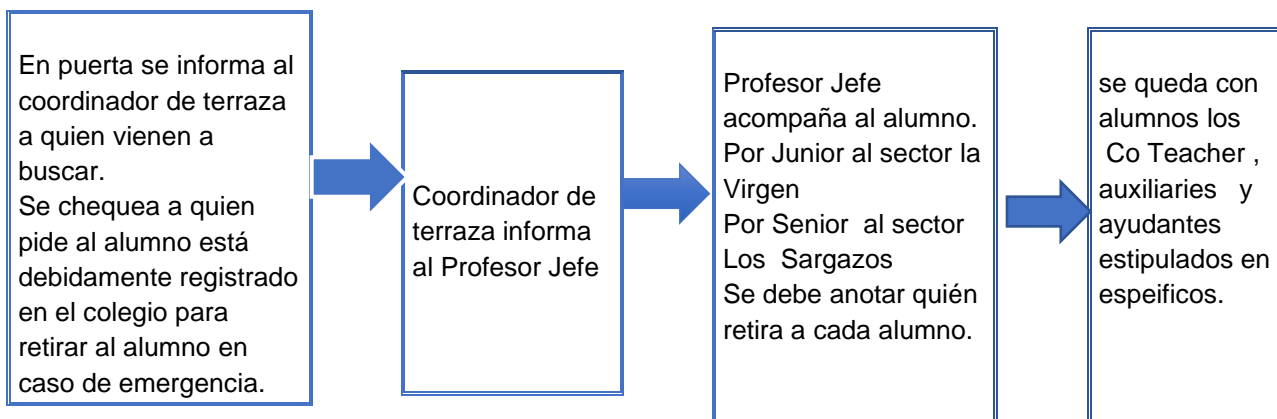 En puerta se informa al
coordinador de terraza
a quien vienen a
buscar.
Se chequea a quien
pide al alumno está
debidamente registrado
en el colegio para
retirar al alumno en
caso de emergencia.
Coordinador de
terraza informa
al Profesor Jefe
Profesor Jefe
acompaña al alumno.
Por Junior al sector la
Virgen
Por Senior al sector
Los Sargazos
Se debe anotar quién
retira a cada alumno.
se queda con
alumnos los
Co Teacher ,
auxiliaries y
ayudantes
estipulados en
espeificos.